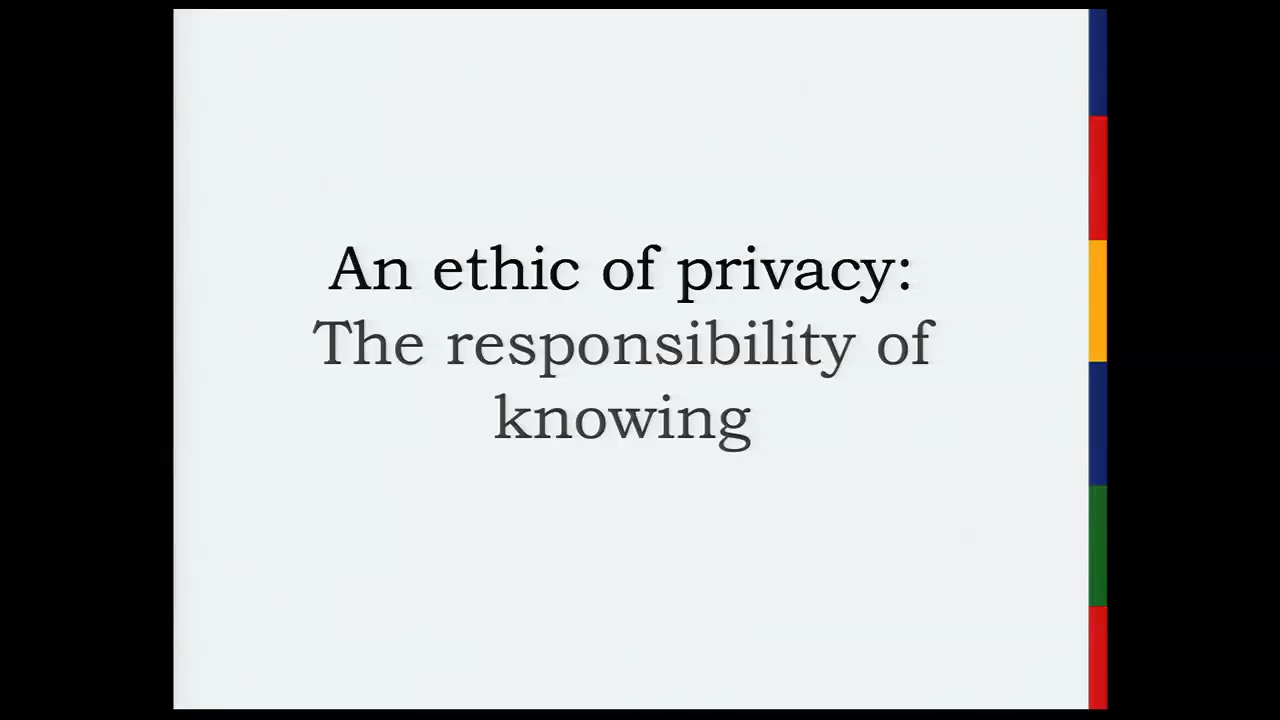 An ethic of privacy:
The responsibility of
knowing